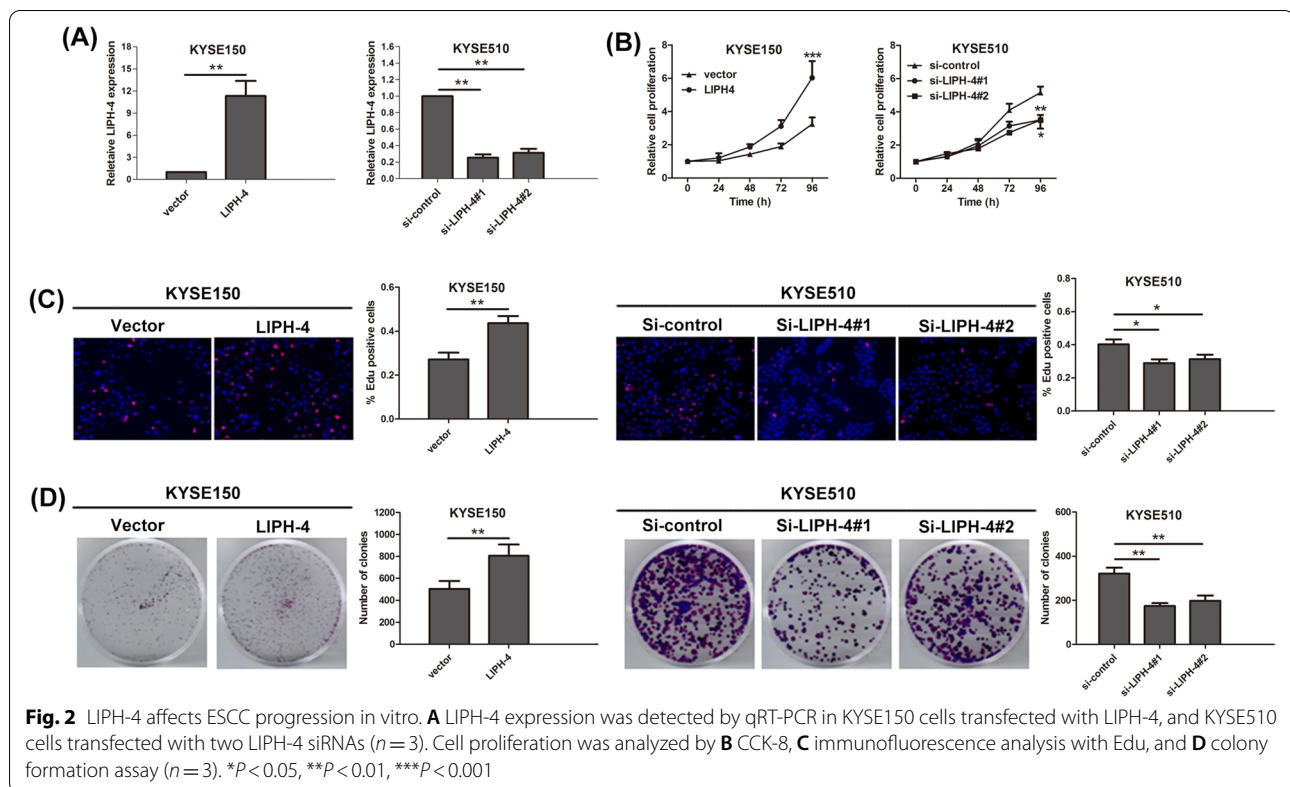 (A)
KYSE150
Reletaive LIPH-4 expression
15
12
9
6
3
0
**
vector
LIPH-4
KYSE510
Reletaive LIPH-4 expression
1.6
1.4
1.2
1.0
0.8
0.6
0.4
0.2
0.0
**
**
si-control
si-LIPH-4#1
si-LIPH-4#2
(B)
KYSE150
Relative cell proliferation
8
6
4
2
0
vector
LIPH4
***
0 24 48 72 96
Time (h)
KYSE510
Relative cell proliferation
8
6
4
2
0
si-control
si-LIPH-4#1
si-LIPH-4#2
**
*
0 24 48 72 96
Time (h)
(C)
KYSE150
Vector LIPH-4
KYSE150
% Edu positive cells
0.6
0.4
0.2
0.0
**
vector
LIPH-4
KYSE510
Si-control Si-LIPH-4#1 Si-LIPH-4#2
KYSE510
% Edu positive cells
0.8
0.6
0.4
0.2
0.0
*
*
si-control
si-LIPH-4#1
si-LIPH-4#2
(D)
KYSE150
Vector LIPH-4
KYSE150
Number of clonies
1200
1000
800
600
400
200
0
**
vector
LIPH-4
KYSE510
Si-control Si-LIPH-4#1 Si-LIPH-4#2
KYSE510
Number of clonies
600
400
200
0
**
**
si-control
si-LIPH-4#1
si-LIPH-4#2
Fig. 2 LIPH-4 affects ESCC progression in vitro. A LIPH-4 expression was detected by qRT-PCR in KYSE150 cells transfected with LIPH-4, and KYSE510
cells transfected with two LIPH-4 siRNAs (n = 3). Cell proliferation was analyzed by B CCK-8, C immunofluorescence analysis with Edu, and D colony
formation assay (n = 3). *P < 0.05, **P < 0.01, ***P < 0.001